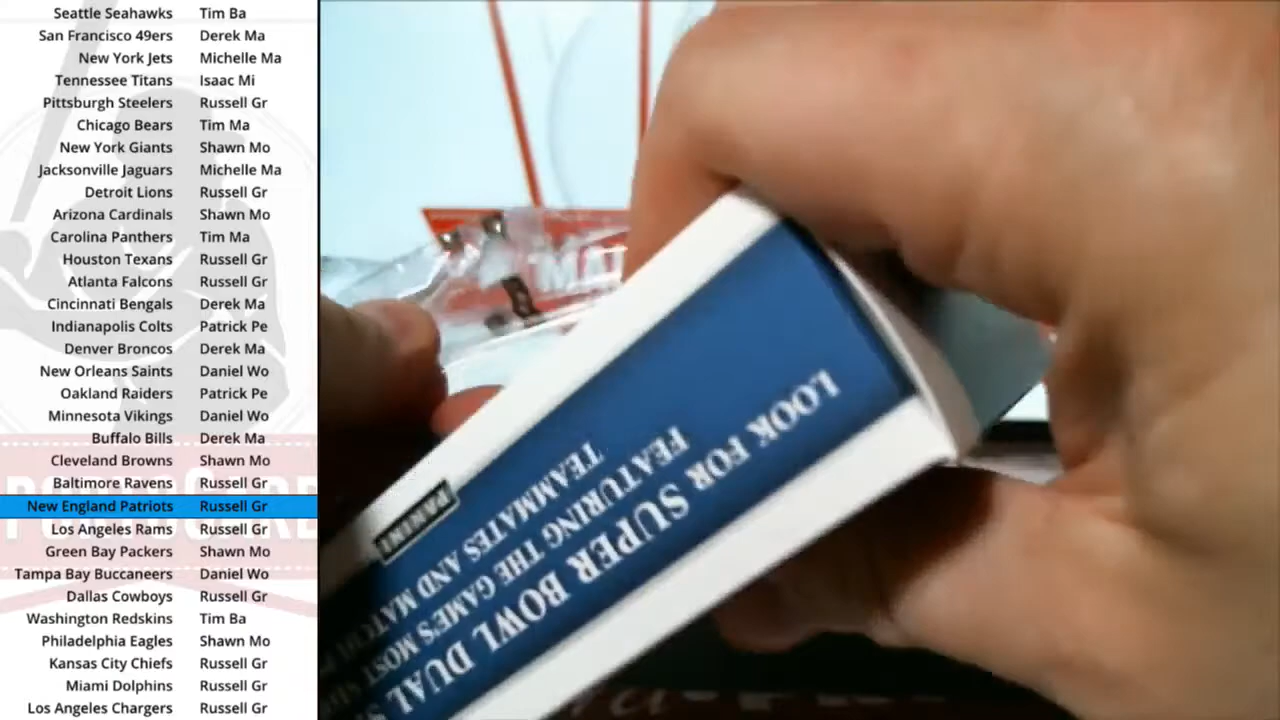 Seattle Seahawks Tim Ba
San Francisco 49ers Derek Ma
New York Jets Michelle Ma
Tennessee Titans Isaac Mi
Pittsburgh Steelers Russell Gr
Chicago Bears Tim Ma
New York Giants Shawn Mo
Jacksonville Jaguars Michelle Ma
Detroit Lions Russell Gr
Arizona Cardinals Shawn Mo
Carolina Panthers Tim Ma
Houston Texans Russell Gr
Atlanta Falcons Russell Gr
Cincinnati Bengals Derek Ma
Indianapolis Colts Patrick Pe
Denver Broncos Derek Ma
New Orleans Saints Daniel Wo
Oakland Raiders Patrick Pe
Minnesota Vikings Daniel Wo
Buffalo Bills Derek Ma
Cleveland Browns Shawn Mo
Baltimore Ravens Russell Gr
New England Patriots Russell Gr
Los Angeles Rams Russell Gr
Green Bay Packers Shawn Mo
Tampa Bay Buccaneers Daniel Wo
Dallas Cowboys Russell Gr
Washington Redskins Tim Ba
Philadelphia Eagles Shawn Mo
Kansas City Chiefs Russell Gr
Miami Dolphins Russell Gr
Los Angeles Chargers Russell Gr
LOOK FOR SUPER BOWL DUAL
FEATURING THE GAME'S MOST
TEAMMATES AND
PANINI